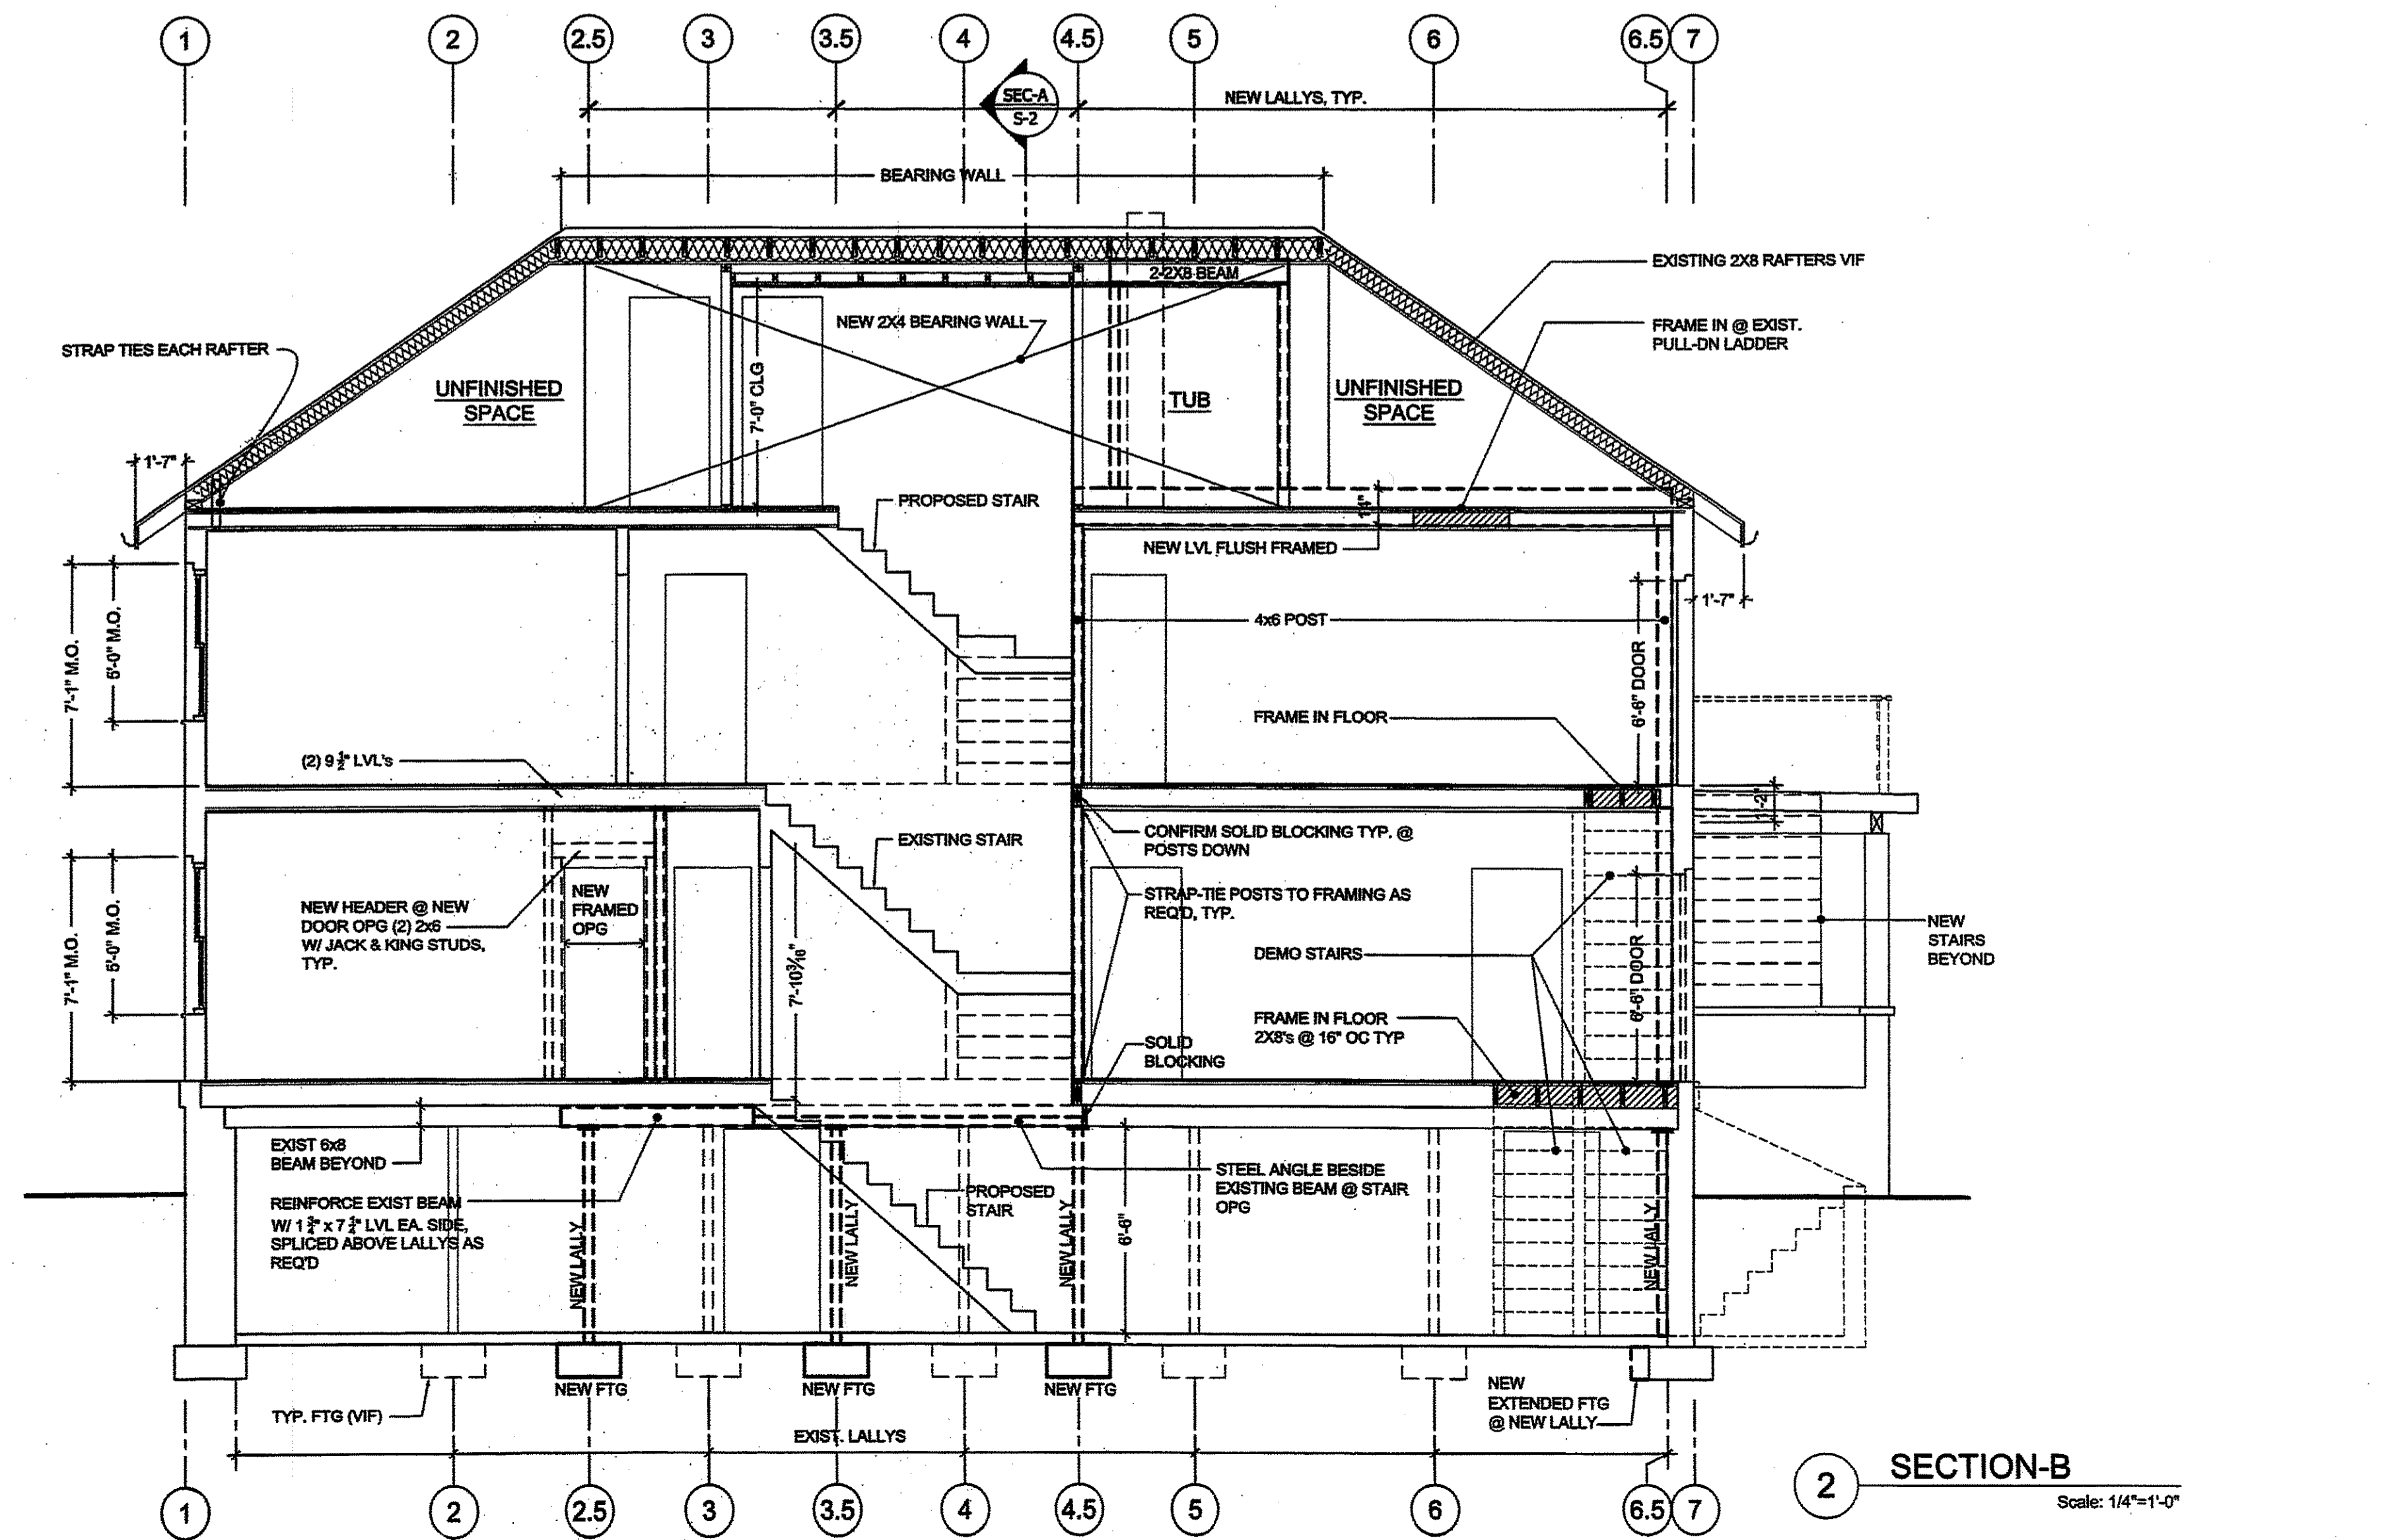 1
2
2.5
3
3.5
4
4.5
5
6
6.5
7
SEC-A
S-2
NEW LALLYS, TYP.
BEARING WALL
EXISTING 2X8 RAFTERS VIF
2-2X8 BEAM
NEW 2X4 BEARING WALL
FRAME IN @ EXIST.
PULL-DN LADDER
STRAP TIES EACH RAFTER
7'-0" CLG
UNFINISHED
SPACE
TUB
UNFINISHED
SPACE
1'-7"
PROPOSED STAIR
NEW LVL FLUSH FRAMED
1'-7"
4x6 POST
7'-1" M.O.
5'-0" M.O.
6'-6" DOOR
FRAME IN FLOOR
(2) 9 ½" LVL's
1'-2"
EXISTING STAIR
CONFIRM SOLID BLOCKING TYP. @
POSTS DOWN
NEW
FRAMED
OPG
NEW HEADER @ NEW
DOOR OPG (2) 2x6
W/ JACK & KING STUDS,
TYP.
STRAP-TIE POSTS TO FRAMING AS
REQ'D, TYP.
7'-1" M.O.
5'-0" M.O.
7'-10³⁄₁₆"
DEMO STAIRS
6'-6" DOOR
NEW
STAIRS
BEYOND
FRAME IN FLOOR
2X8's @ 16" OC TYP
SOLID
BLOCKING
EXIST 6x8
BEAM BEYOND
STEEL ANGLE BESIDE
EXISTING BEAM @ STAIR
OPG
PROPOSED
STAIR
REINFORCE EXIST BEAM
W/ 1 ¾" x 7 ¼" LVL EA. SIDE,
SPLICED ABOVE LALLYS AS
REQ'D
NEW LALLY
NEW LALLY
NEW LALLY
6'-6"
NEW LALLY
NEW FTG
NEW FTG
NEW FTG
NEW
EXTENDED FTG
@ NEW LALLY
TYP. FTG (VIF)
EXIST. LALLYS
1
2
2.5
3
3.5
4
4.5
5
6
6.5
7
2
SECTION-B
Scale: 1/4"=1'-0"